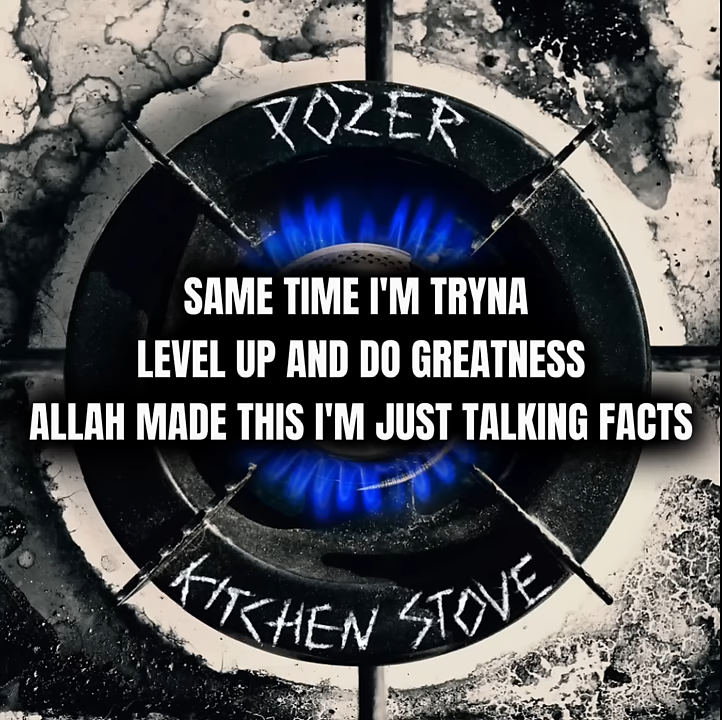 POZER
SAME TIME I'M TRYNA
LEVEL UP AND DO GREATNESS
ALLAH MADE THIS I'M JUST TALKING FACTS
KITCHEN STOVE